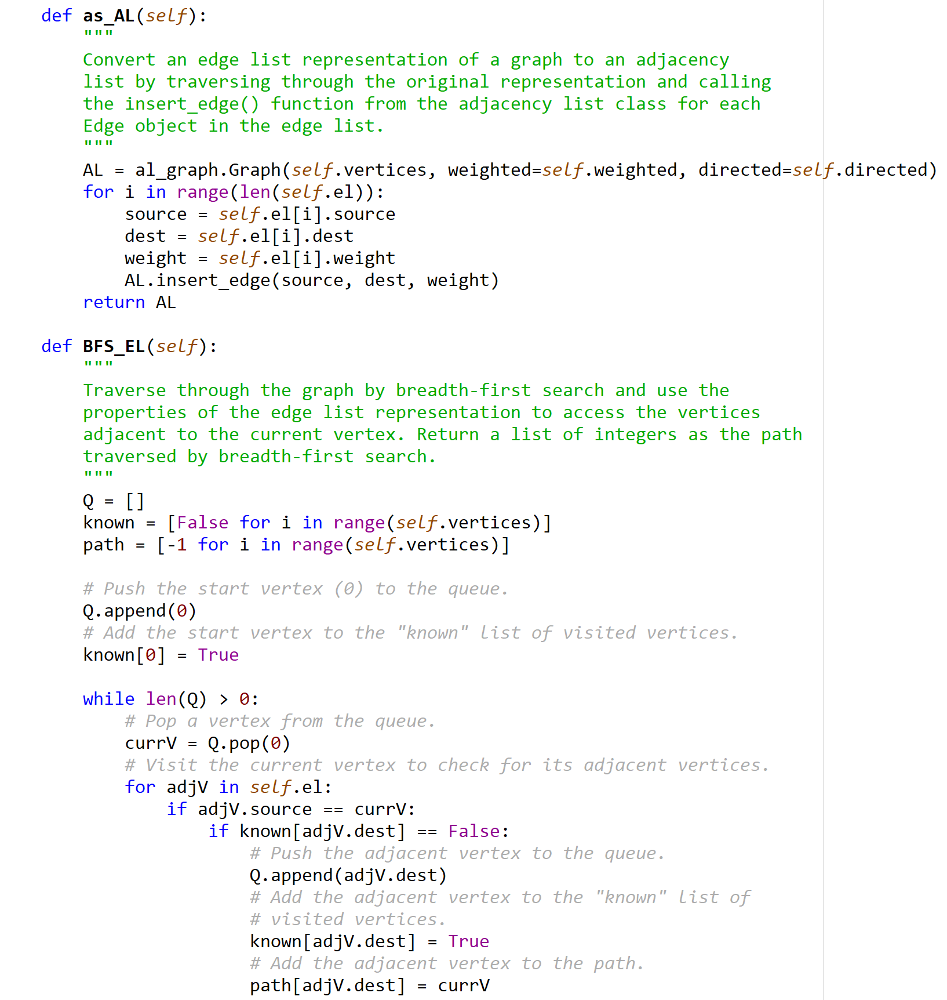 def as_AL(self):
    """
    Convert an edge list representation of a graph to an adjacency
    list by traversing through the original representation and calling
    the insert_edge() function from the adjacency list class for each
    Edge object in the edge list.
    """
    AL = al_graph.Graph(self.vertices, weighted=self.weighted, directed=self.directed)
    for i in range(len(self.el)):
        source = self.el[i].source
        dest = self.el[i].dest
        weight = self.el[i].weight
        AL.insert_edge(source, dest, weight)
    return AL

def BFS_EL(self):
    """
    Traverse through the graph by breadth-first search and use the
    properties of the edge list representation to access the vertices
    adjacent to the current vertex. Return a list of integers as the path
    traversed by breadth-first search.
    """
    Q = []
    known = [False for i in range(self.vertices)]
    path = [-1 for i in range(self.vertices)]

    # Push the start vertex (0) to the queue.
    Q.append(0)
    # Add the start vertex to the "known" list of visited vertices.
    known[0] = True

    while len(Q) > 0:
        # Pop a vertex from the queue.
        currV = Q.pop(0)
        # Visit the current vertex to check for its adjacent vertices.
        for adjV in self.el:
            if adjV.source == currV:
                if known[adjV.dest] == False:
                    # Push the adjacent vertex to the queue.
                    Q.append(adjV.dest)
                    # Add the adjacent vertex to the "known" list of
                    # visited vertices.
                    known[adjV.dest] = True
                    # Add the adjacent vertex to the path.
                    path[adjV.dest] = currV